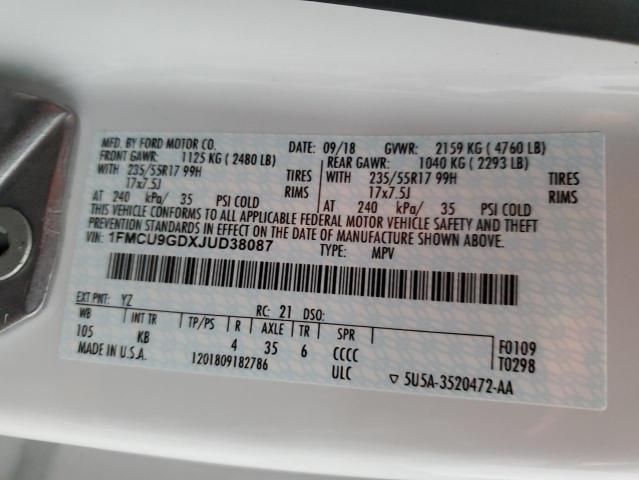 MFD. BY FORD MOTOR CO. DATE: 09/18 GVWR: 2159 KG ( 4760 LB)
FRONT GAWR: 1125 KG ( 2480 LB) REAR GAWR: 1040 KG ( 2293 LB)
WITH 235/55R17 99H TIRES WITH 235/55R17 99H TIRES
17x7.5J RIMS 17x7.5J RIMS
AT 240 kPa/ 35 PSI COLD AT 240 kPa/ 35 PSI COLD
THIS VEHICLE CONFORMS TO ALL APPLICABLE FEDERAL MOTOR VEHICLE SAFETY AND THEFT
PREVENTION STANDARDS IN EFFECT ON THE DATE OF MANUFACTURE SHOWN ABOVE.
VIN: 1FMCU9GDXJUD38087 TYPE: MPV
EXT PNT: YZ RC: 21 DSO:
WB INT TR TP/PS R AXLE TR SPR F0109
105 KB 4 35 6 CCCC T0298
MADE IN U.S.A. 1201809182786 ULC ▽ 5U5A-3520472-AA